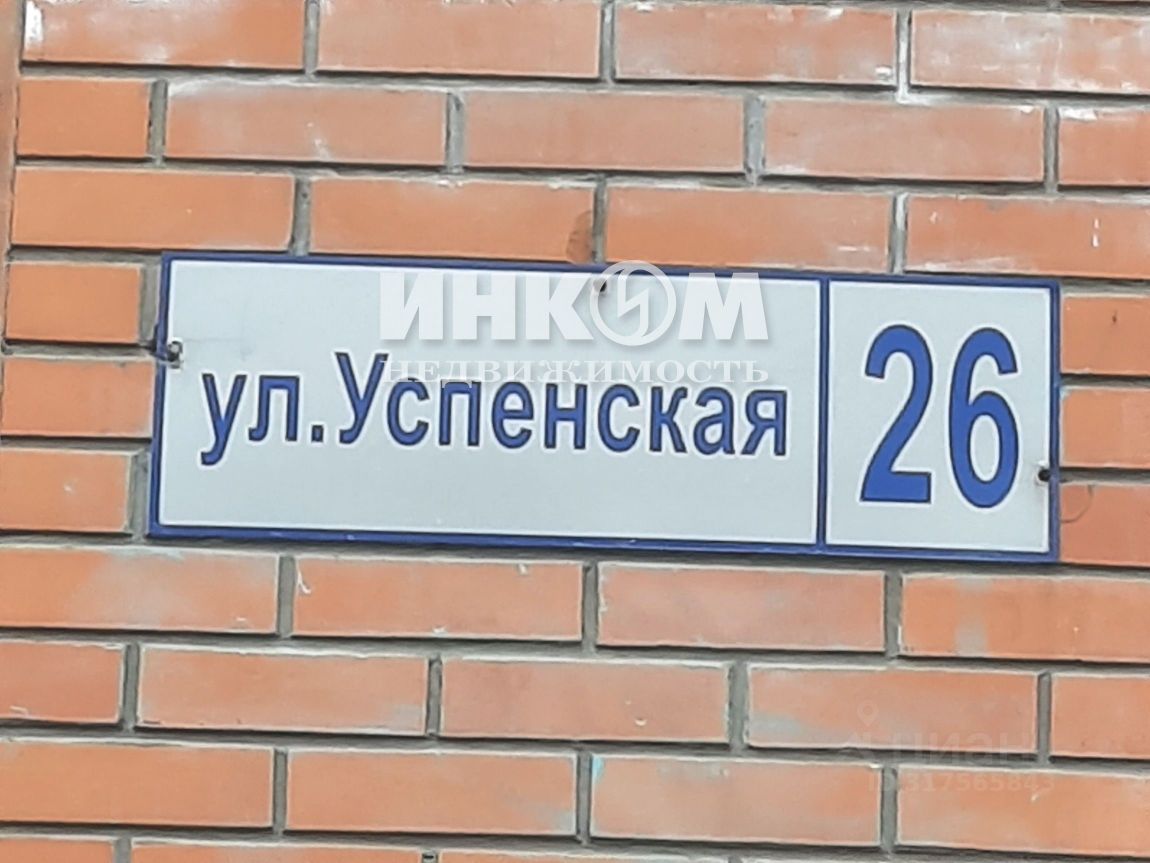 ИНКОМ
НЕДВИЖИМОСТЬ
ул.Успенская
26